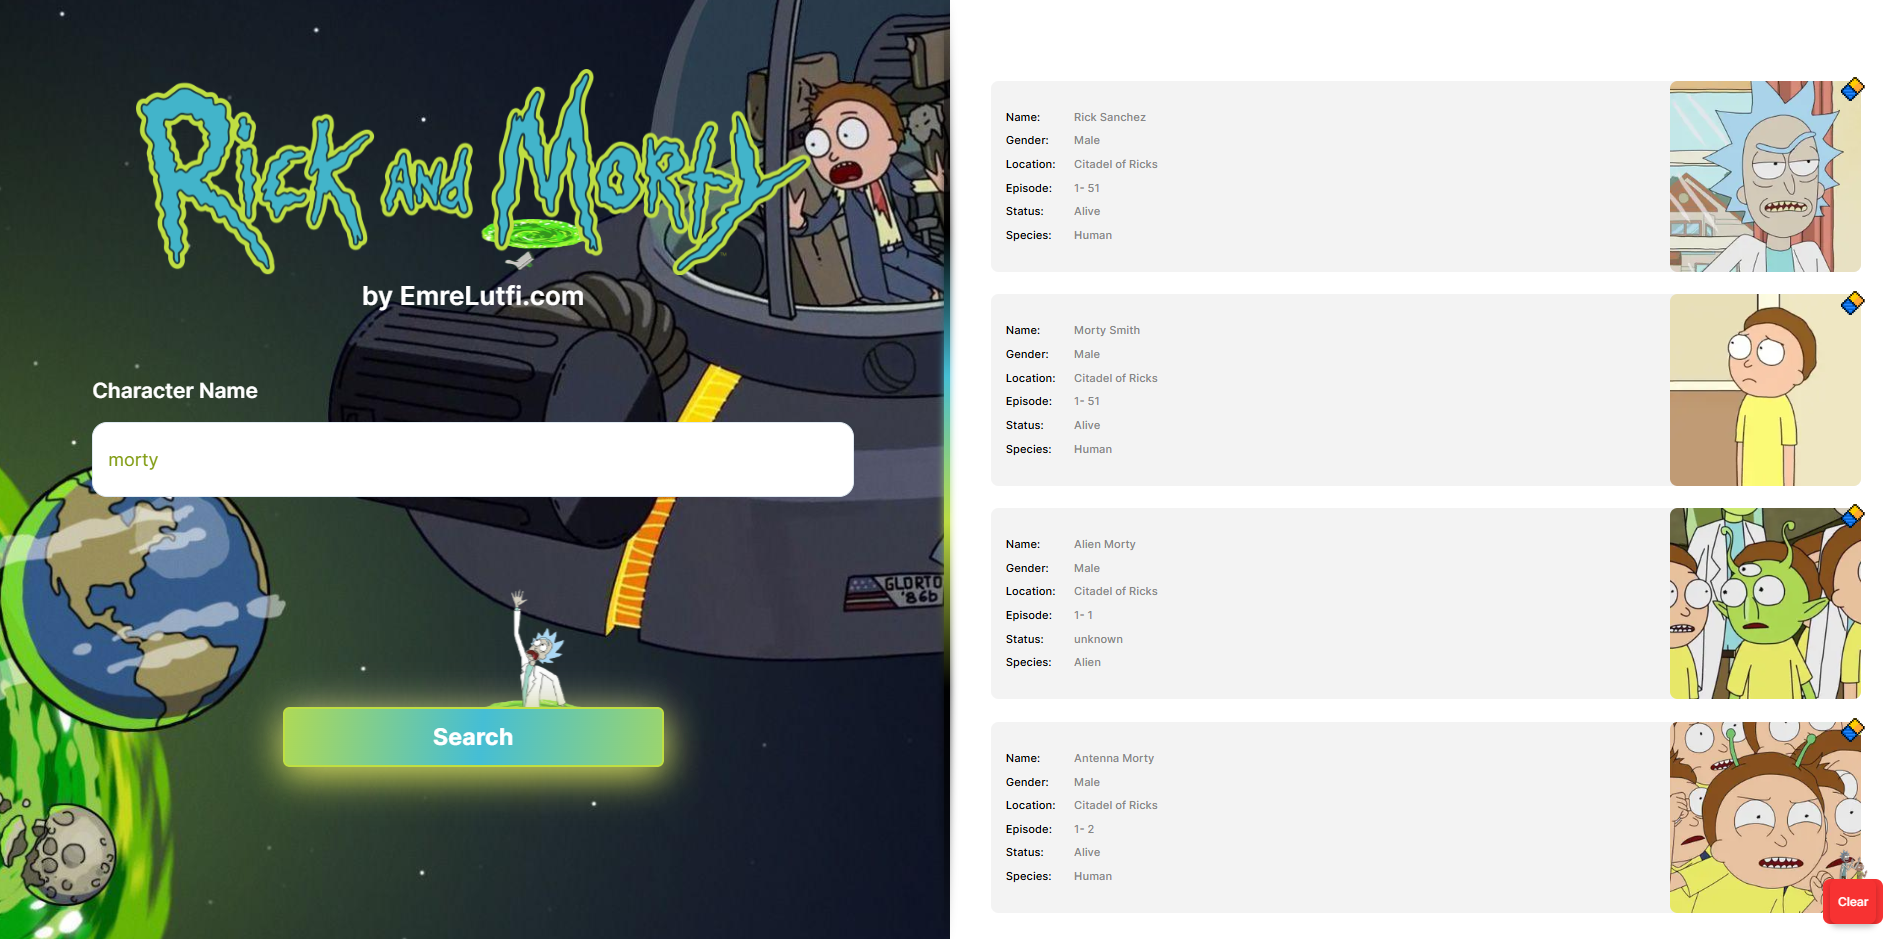 Rick and Morty
by EmreLutfi.com
Character Name
morty
GLORTO
'86b
Search
Name: Rick Sanchez
Gender: Male
Location: Citadel of Ricks
Episode: 1- 51
Status: Alive
Species: Human
Name: Morty Smith
Gender: Male
Location: Citadel of Ricks
Episode: 1- 51
Status: Alive
Species: Human
Name: Alien Morty
Gender: Male
Location: Citadel of Ricks
Episode: 1- 1
Status: unknown
Species: Alien
Name: Antenna Morty
Gender: Male
Location: Citadel of Ricks
Episode: 1- 2
Status: Alive
Species: Human
Clear